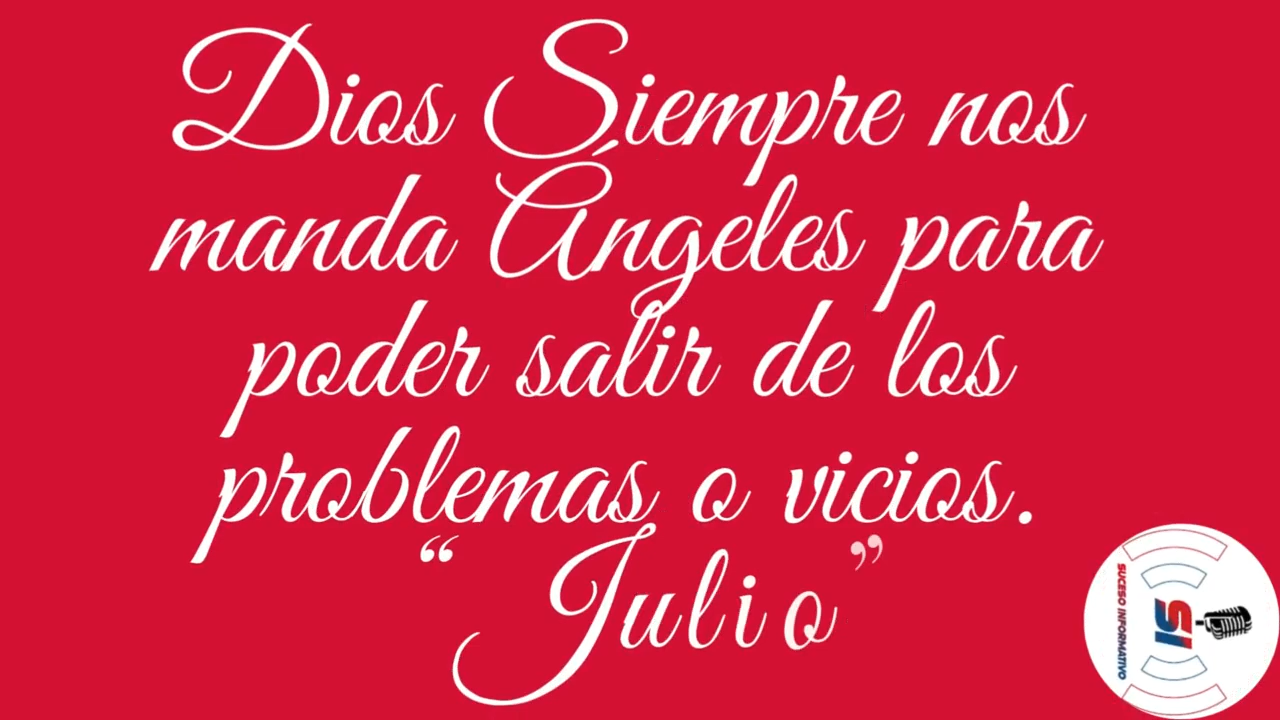 Dios Siempre nos
manda Ángeles para
poder salir de los
problemas o vicios.
“ Julio ”
SUCESO INFORMATIVO
SI